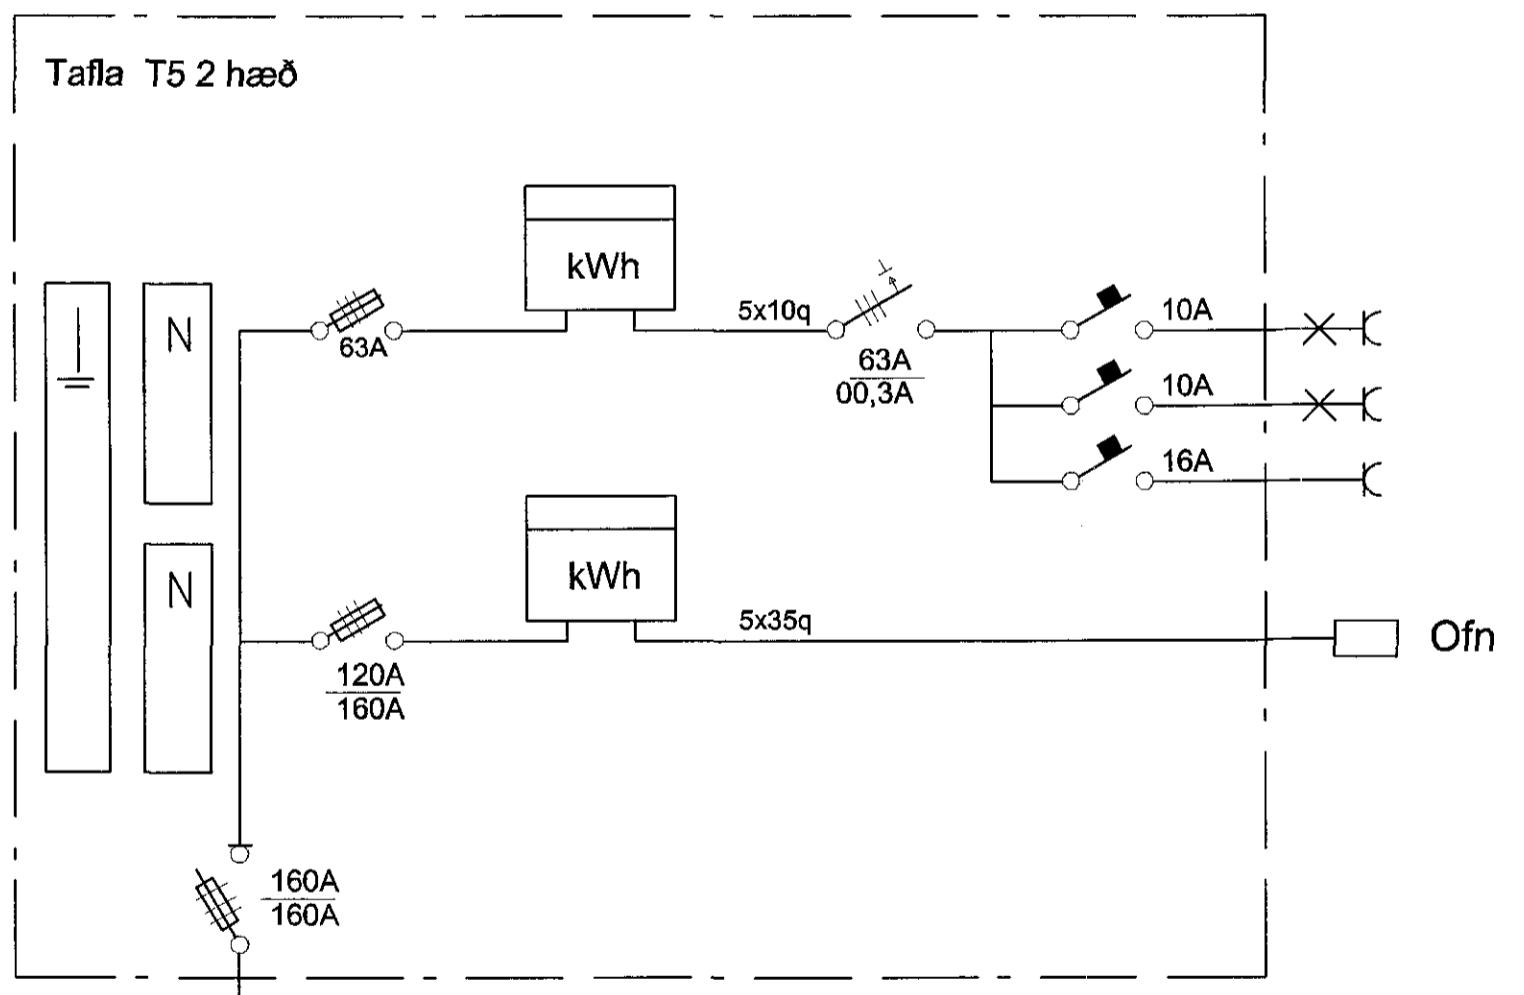 Tafla T5 2 hæð
kWh
N
5x10q
10A
63A
63A
00,3A
10A
16A
kWh
N
5x35q
Ofn
120A
160A
160A
160A